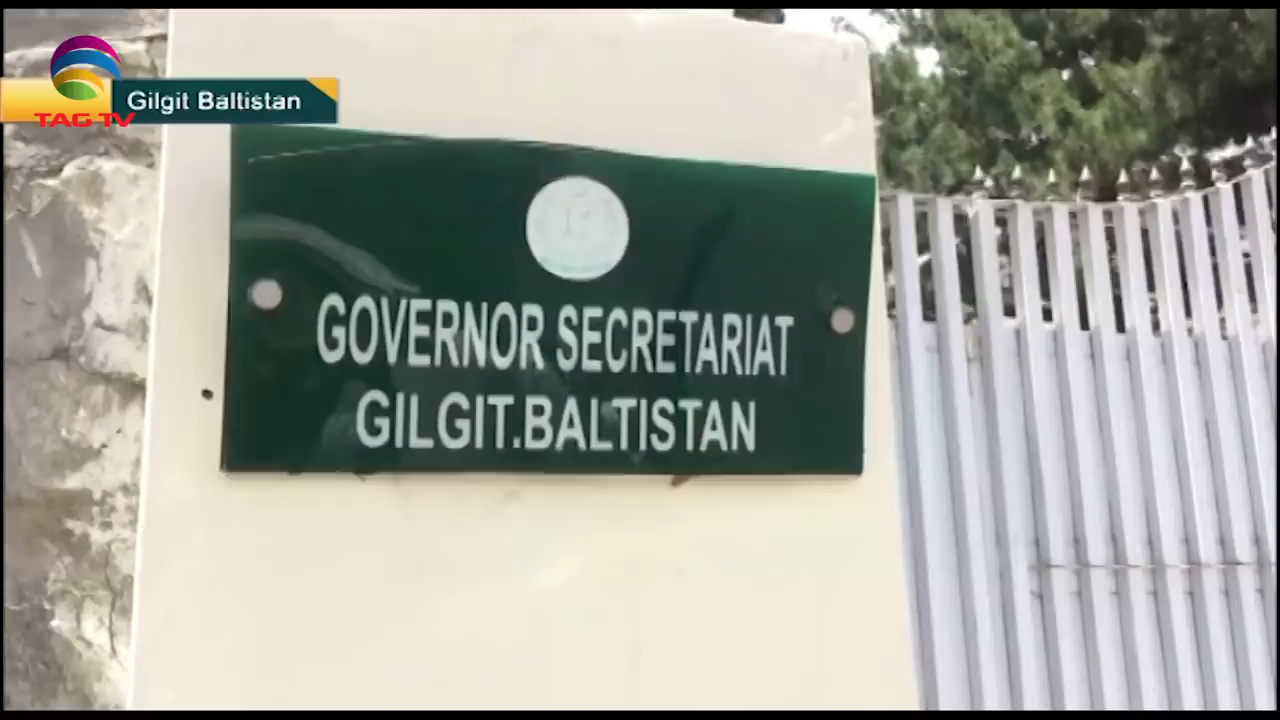 Gilgit Baltistan
TAG TV
GOVERNOR SECRETARIAT
GILGIT.BALTISTAN